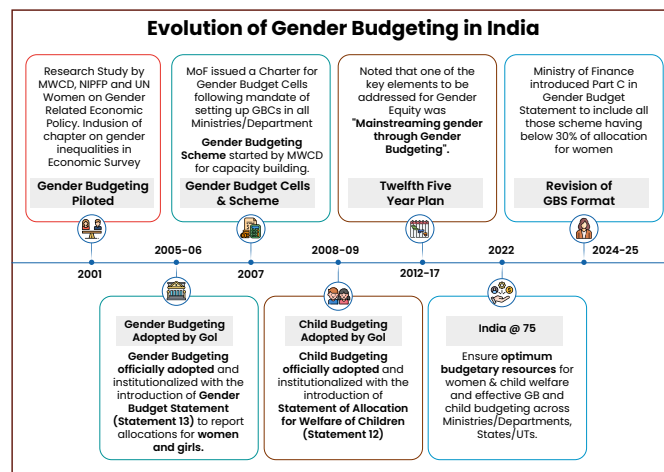 Evolution of Gender Budgeting in India
Research Study by
MWCD, NIPFP and UN
Women on Gender
Related Economic
Policy. Inclusion of
chapter on gender
inequalities in
Economic Survey
Gender Budgeting
Piloted
MoF issued a Charter for
Gender Budget Cells
following mandate of
setting up GBCs in all
Ministries/Department
Gender Budgeting
Scheme started by MWCD
for capacity building.
Gender Budget Cells
& Scheme
Noted that one of the
key elements to be
addressed for Gender
Equity was
"Mainstreaming gender
through Gender
Budgeting".
Twelfth Five
Year Plan
Ministry of Finance
introduced Part C in
Gender Budget
Statement to include all
those scheme having
below 30% of allocation
for women
Revision of
GBS Format
2001
2005-06
2007
2008-09
2012-17
2022
2024-25
Gender Budgeting
Adopted by GoI
Gender Budgeting
officially adopted and
institutionalized with the
introduction of Gender
Budget Statement
(Statement 13) to report
allocations for women
and girls.
Child Budgeting
Adopted by GoI
Child Budgeting
officially adopted and
institutionalized with the
introduction of
Statement of Allocation
for Welfare of Children
(Statement 12)
India @ 75
Ensure optimum
budgetary resources for
women & child welfare
and effective GB and
child budgeting across
Ministries/Departments,
States/UTs.